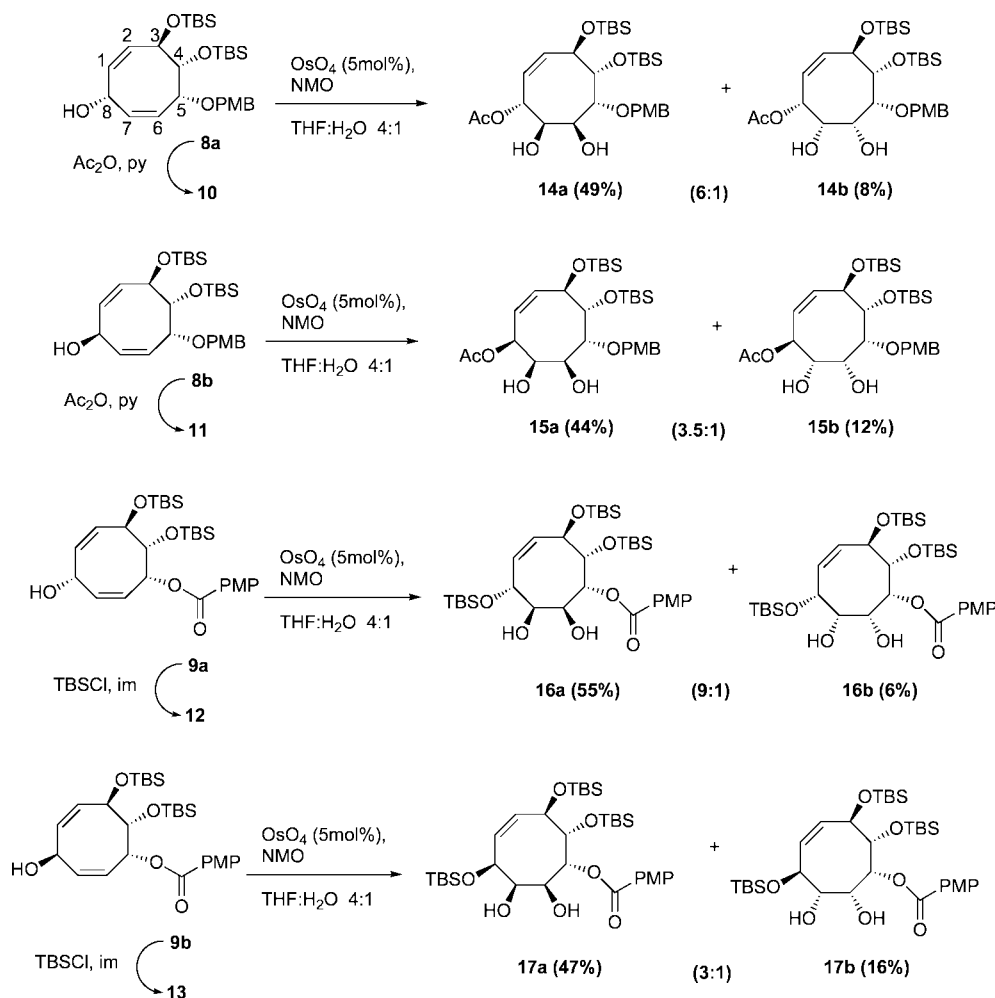 OTBS
2
3
OTBS
1
4
HO
8
5
OPMB
7
6
Ac2O, py
8a
10
OsO4 (5mol%),
NMO
THF:H2O 4:1
OTBS
OTBS
AcO
OPMB
HO OH
14a (49%)
+
(6:1)
OTBS
OTBS
AcO
OPMB
HO OH
14b (8%)
OTBS
OTBS
HO
OPMB
Ac2O, py
8b
11
OsO4 (5mol%),
NMO
THF:H2O 4:1
OTBS
OTBS
AcO
OPMB
HO OH
15a (44%)
+
(3.5:1)
OTBS
OTBS
AcO
OPMB
HO OH
15b (12%)
OTBS
OTBS
HO
O PMP
O
9a
TBSCl, im
12
OsO4 (5mol%),
NMO
THF:H2O 4:1
OTBS
OTBS
TBSO
O PMP
HO OH O
16a (55%)
+
(9:1)
OTBS
OTBS
TBSO
O PMP
HO OH O
16b (6%)
OTBS
OTBS
HO
O PMP
O
9b
TBSCl, im
13
OsO4 (5mol%),
NMO
THF:H2O 4:1
OTBS
OTBS
TBSO
O PMP
HO OH O
17a (47%)
+
(3:1)
OTBS
OTBS
TBSO
O PMP
HO OH O
17b (16%)